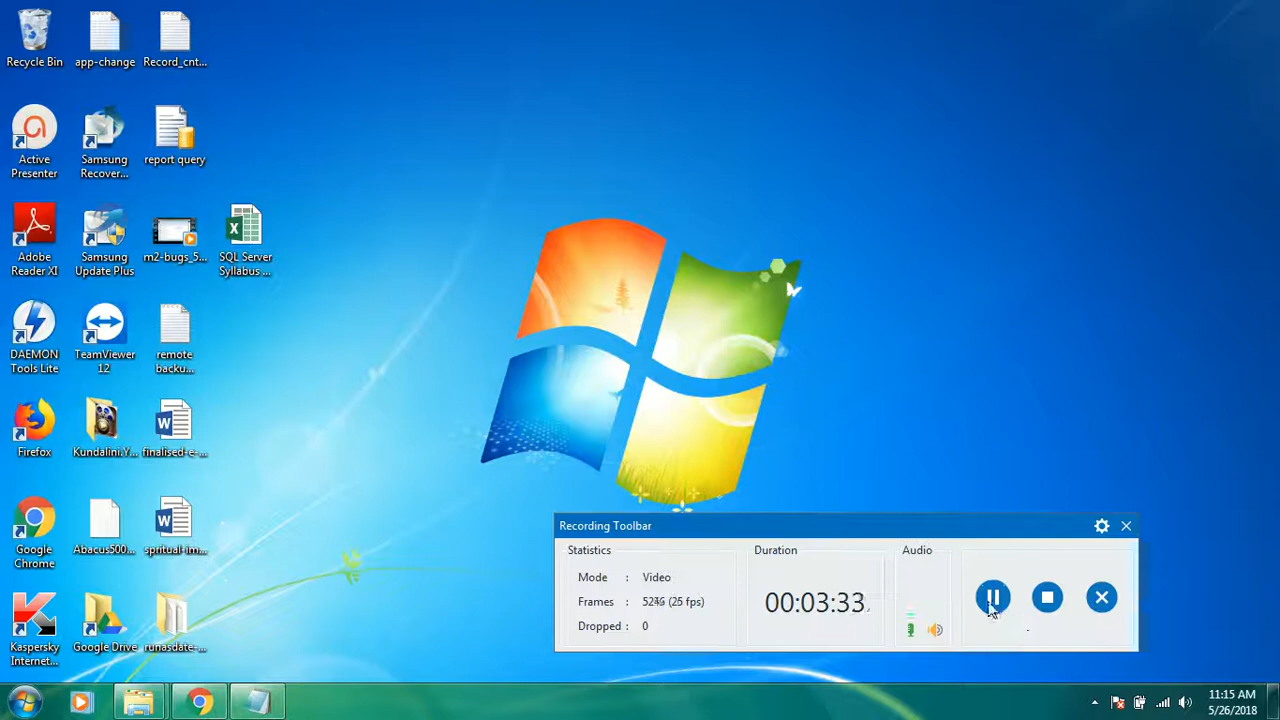 Recycle Bin
app-change
Record_cnt...
Active
Presenter
Samsung
Recover...
report query
Adobe
Reader XI
Samsung
Update Plus
m2-bugs_5...
SQL Server
Syllabus ...
DAEMON
Tools Lite
TeamViewer
12
remote
backu...
Firefox
Kundalini.Y...
finalised-e-...
Google
Chrome
Abacus500...
spritual-im...
Kaspersky
Internet...
Google Drive
runasdate-...
Recording Toolbar
Statistics
Duration
Audio
Mode : Video
Frames : (25 fps)
Dropped : 0
00:03:33
11:15 AM
5/26/2018